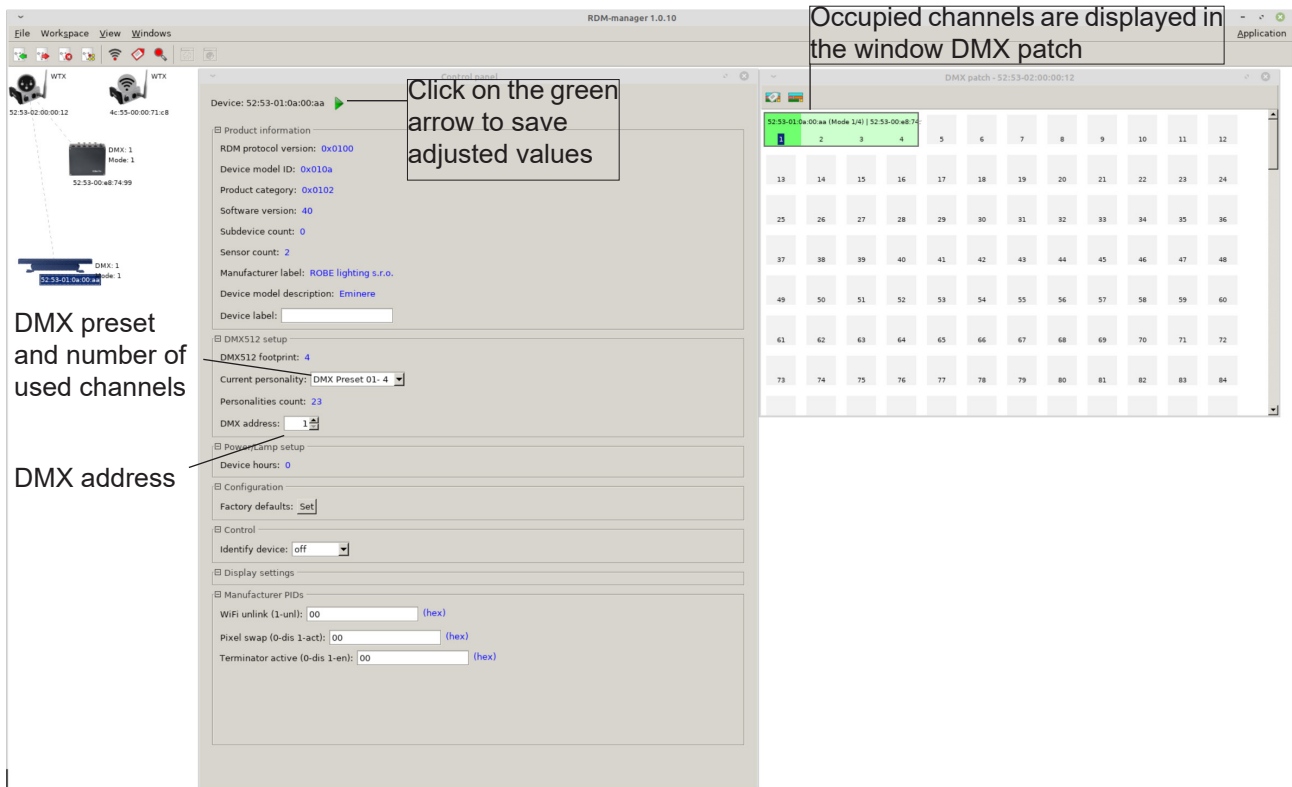 RDM-manager 1.0.10
File Workspace View Windows
Application
Occupied channels are displayed in
the window DMX patch
WTX
WTX
52:53-02:00:00:12
4c:55-00:00:71:c8
DMX: 1
Mode: 1
52:53-00:e8:74:99
DMX: 1
Mode: 1
52:53-01:0a:00:aa
DMX preset
and number of
used channels
DMX address
Control panel
Device: 52:53-01:0a:00:aa
Click on the green
arrow to save
adjusted values
Product information
RDM protocol version: 0x0100
Device model ID: 0x010a
Product category: 0x0102
Software version: 40
Subdevice count: 0
Sensor count: 2
Manufacturer label: ROBE lighting s.r.o.
Device model description: Eminere
Device label:
DMX512 setup
DMX512 footprint: 4
Current personality: DMX Preset 01- 4
Personalities count: 23
DMX address: 1
Power/Lamp setup
Device hours: 0
Configuration
Factory defaults: Set
Control
Identify device: off
Display settings
Manufacturer PIDs
WiFi unlink (1-unl): 00 (hex)
Pixel swap (0-dis 1-act): 00 (hex)
Terminator active (0-dis 1-en): 00 (hex)
DMX patch - 52:53-02:00:00:12
52:53-01:0a:00:aa (Mode 1/4) | 52:53-00:e8:74:
1 2 3 4 5 6 7 8 9 10 11 12
13 14 15 16 17 18 19 20 21 22 23 24
25 26 27 28 29 30 31 32 33 34 35 36
37 38 39 40 41 42 43 44 45 46 47 48
49 50 51 52 53 54 55 56 57 58 59 60
61 62 63 64 65 66 67 68 69 70 71 72
73 74 75 76 77 78 79 80 81 82 83 84